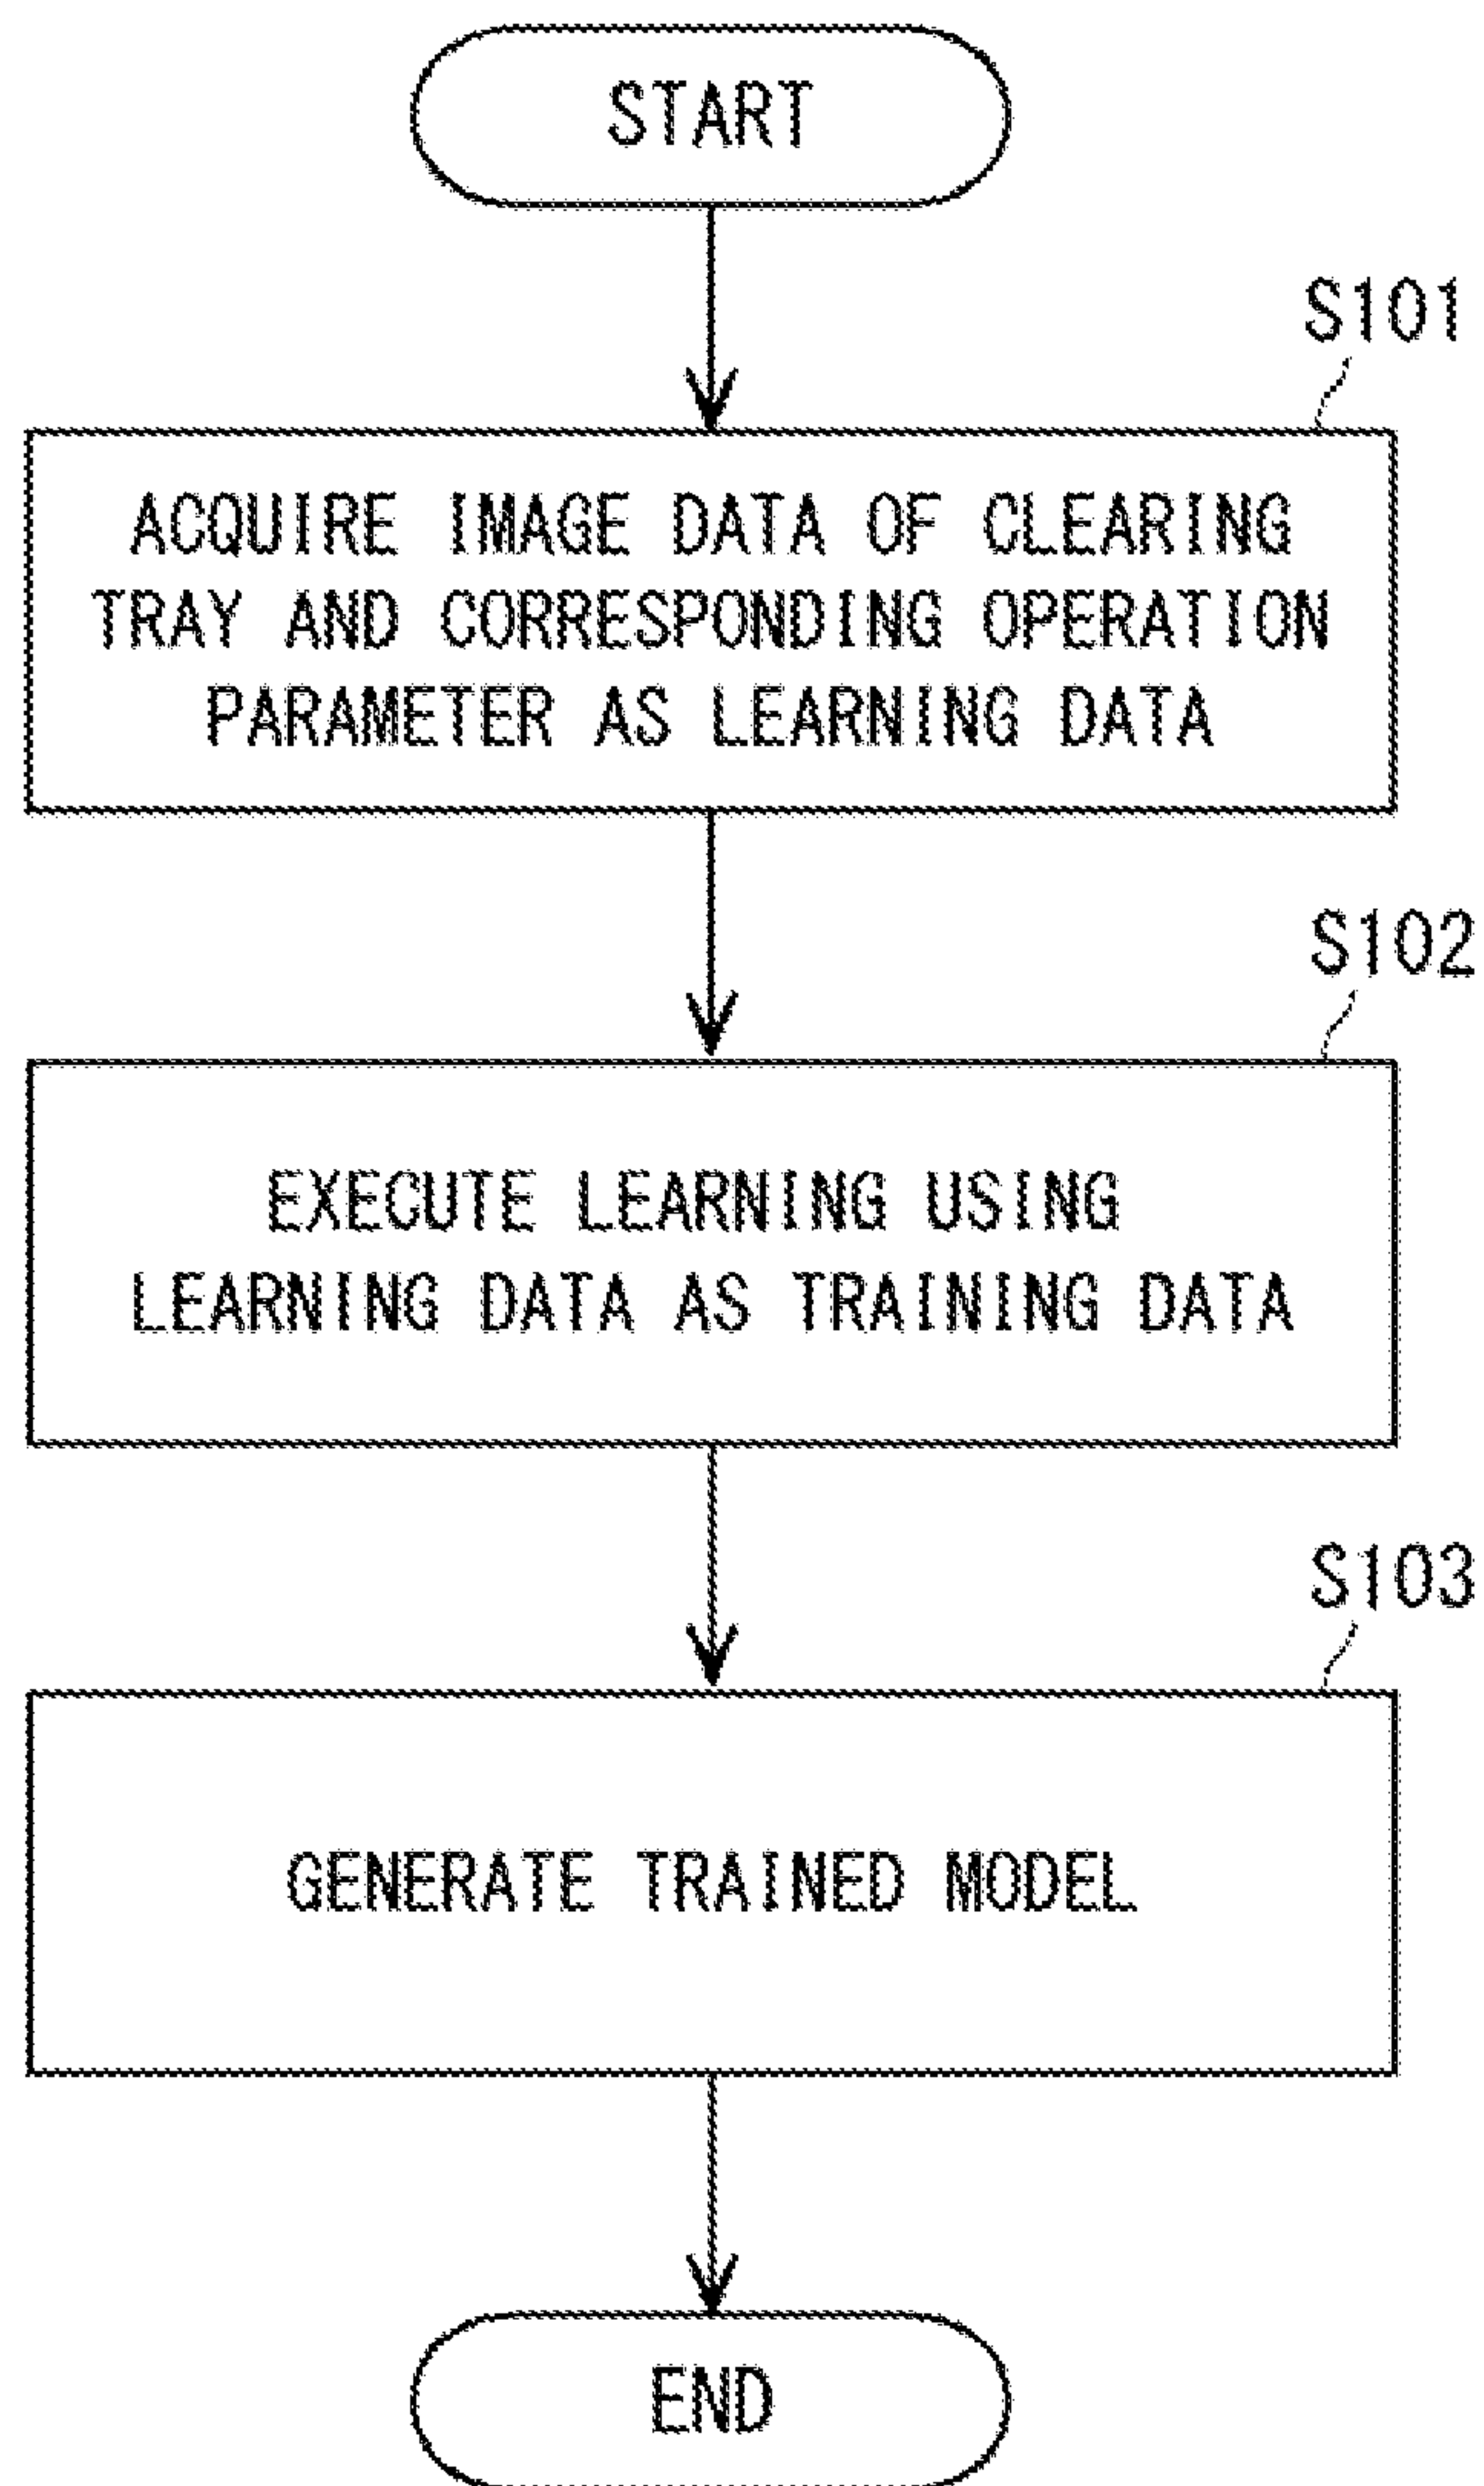 START
S101
ACQUIRE IMAGE DATA OF CLEARING
TRAY AND CORRESPONDING OPERATION
PARAMETER AS LEARNING DATA
S102
EXECUTE LEARNING USING
LEARNING DATA AS TRAINING DATA
S103
GENERATE TRAINED MODEL
END